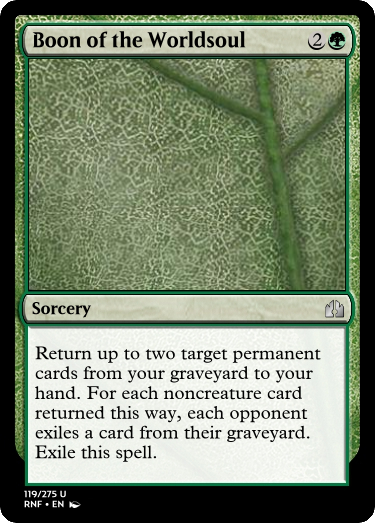 Boon of the Worldsoul 2
Sorcery
Return up to two target permanent
cards from your graveyard to your
hand. For each noncreature card
returned this way, each opponent
exiles a card from their graveyard.
Exile this spell.
119/275 U
RNF • EN